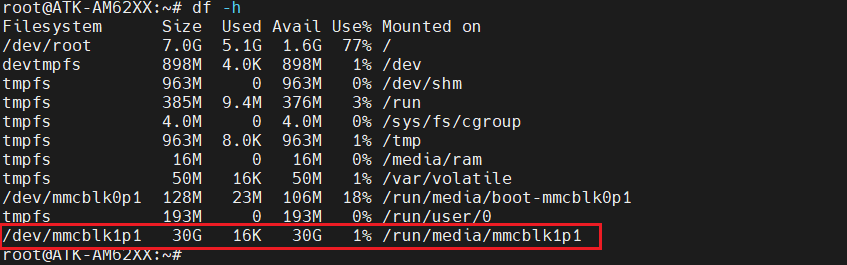 root@ATK-AM62XX:~# df -h
Filesystem      Size  Used Avail Use% Mounted on
/dev/root       7.0G  5.1G  1.6G  77% /
devtmpfs        898M  4.0K  898M   1% /dev
tmpfs           963M     0  963M   0% /dev/shm
tmpfs           385M  9.4M  376M   3% /run
tmpfs           4.0M     0  4.0M   0% /sys/fs/cgroup
tmpfs           963M  8.0K  963M   1% /tmp
tmpfs            16M     0   16M   0% /media/ram
tmpfs            50M   16K   50M   1% /var/volatile
/dev/mmcblk0p1  128M   23M  106M  18% /run/media/boot-mmcblk0p1
tmpfs           193M     0  193M   0% /run/user/0
/dev/mmcblk1p1   30G   16K   30G   1% /run/media/mmcblk1p1
root@ATK-AM62XX:~#